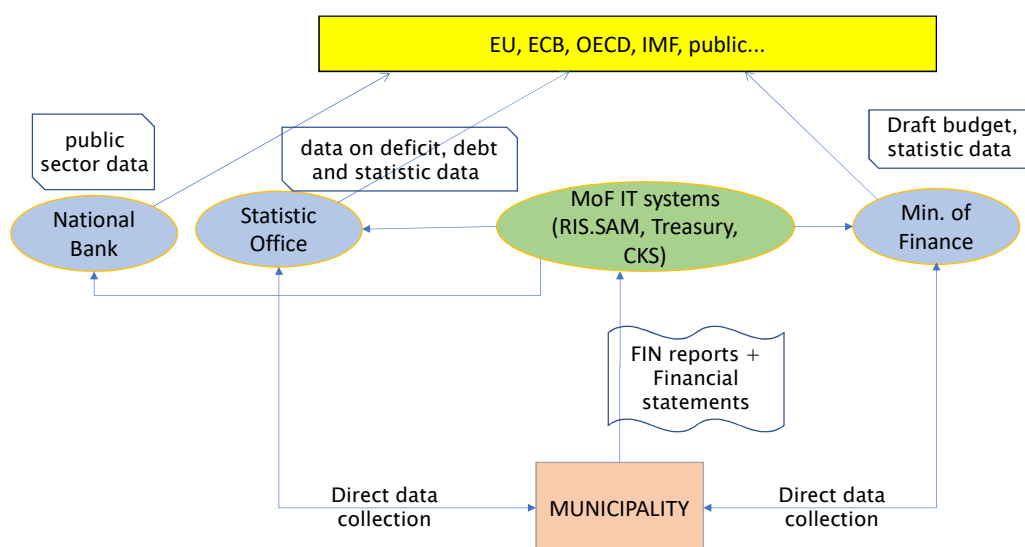 EU, ECB, OECD, IMF, public...
public
sector data
data on deficit, debt
and statistic data
Draft budget,
statistic data
National
Bank
Statistic
Office
MoF IT systems
(RIS.SAM, Treasury,
CKS)
Min. of
Finance
FIN reports +
Financial
statements
Direct data
collection
MUNICIPALITY
Direct data
collection